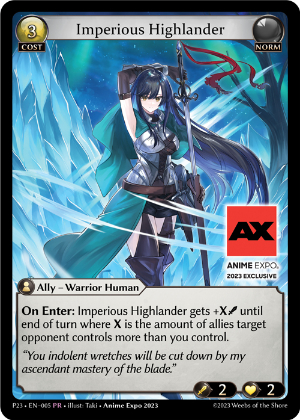 3
COST
Imperious Highlander
NORM
AX
ANIME EXPO®
2023 EXCLUSIVE
Ally – Warrior Human
On Enter: Imperious Highlander gets +X until
end of turn where X is the amount of allies target
opponent controls more than you control.
“You indolent wretches will be cut down by my
ascendant mastery of the blade.”
2
2
P23 • EN-005 PR • illust: Taki • Anime Expo 2023
©2023 Weebs of the Shore